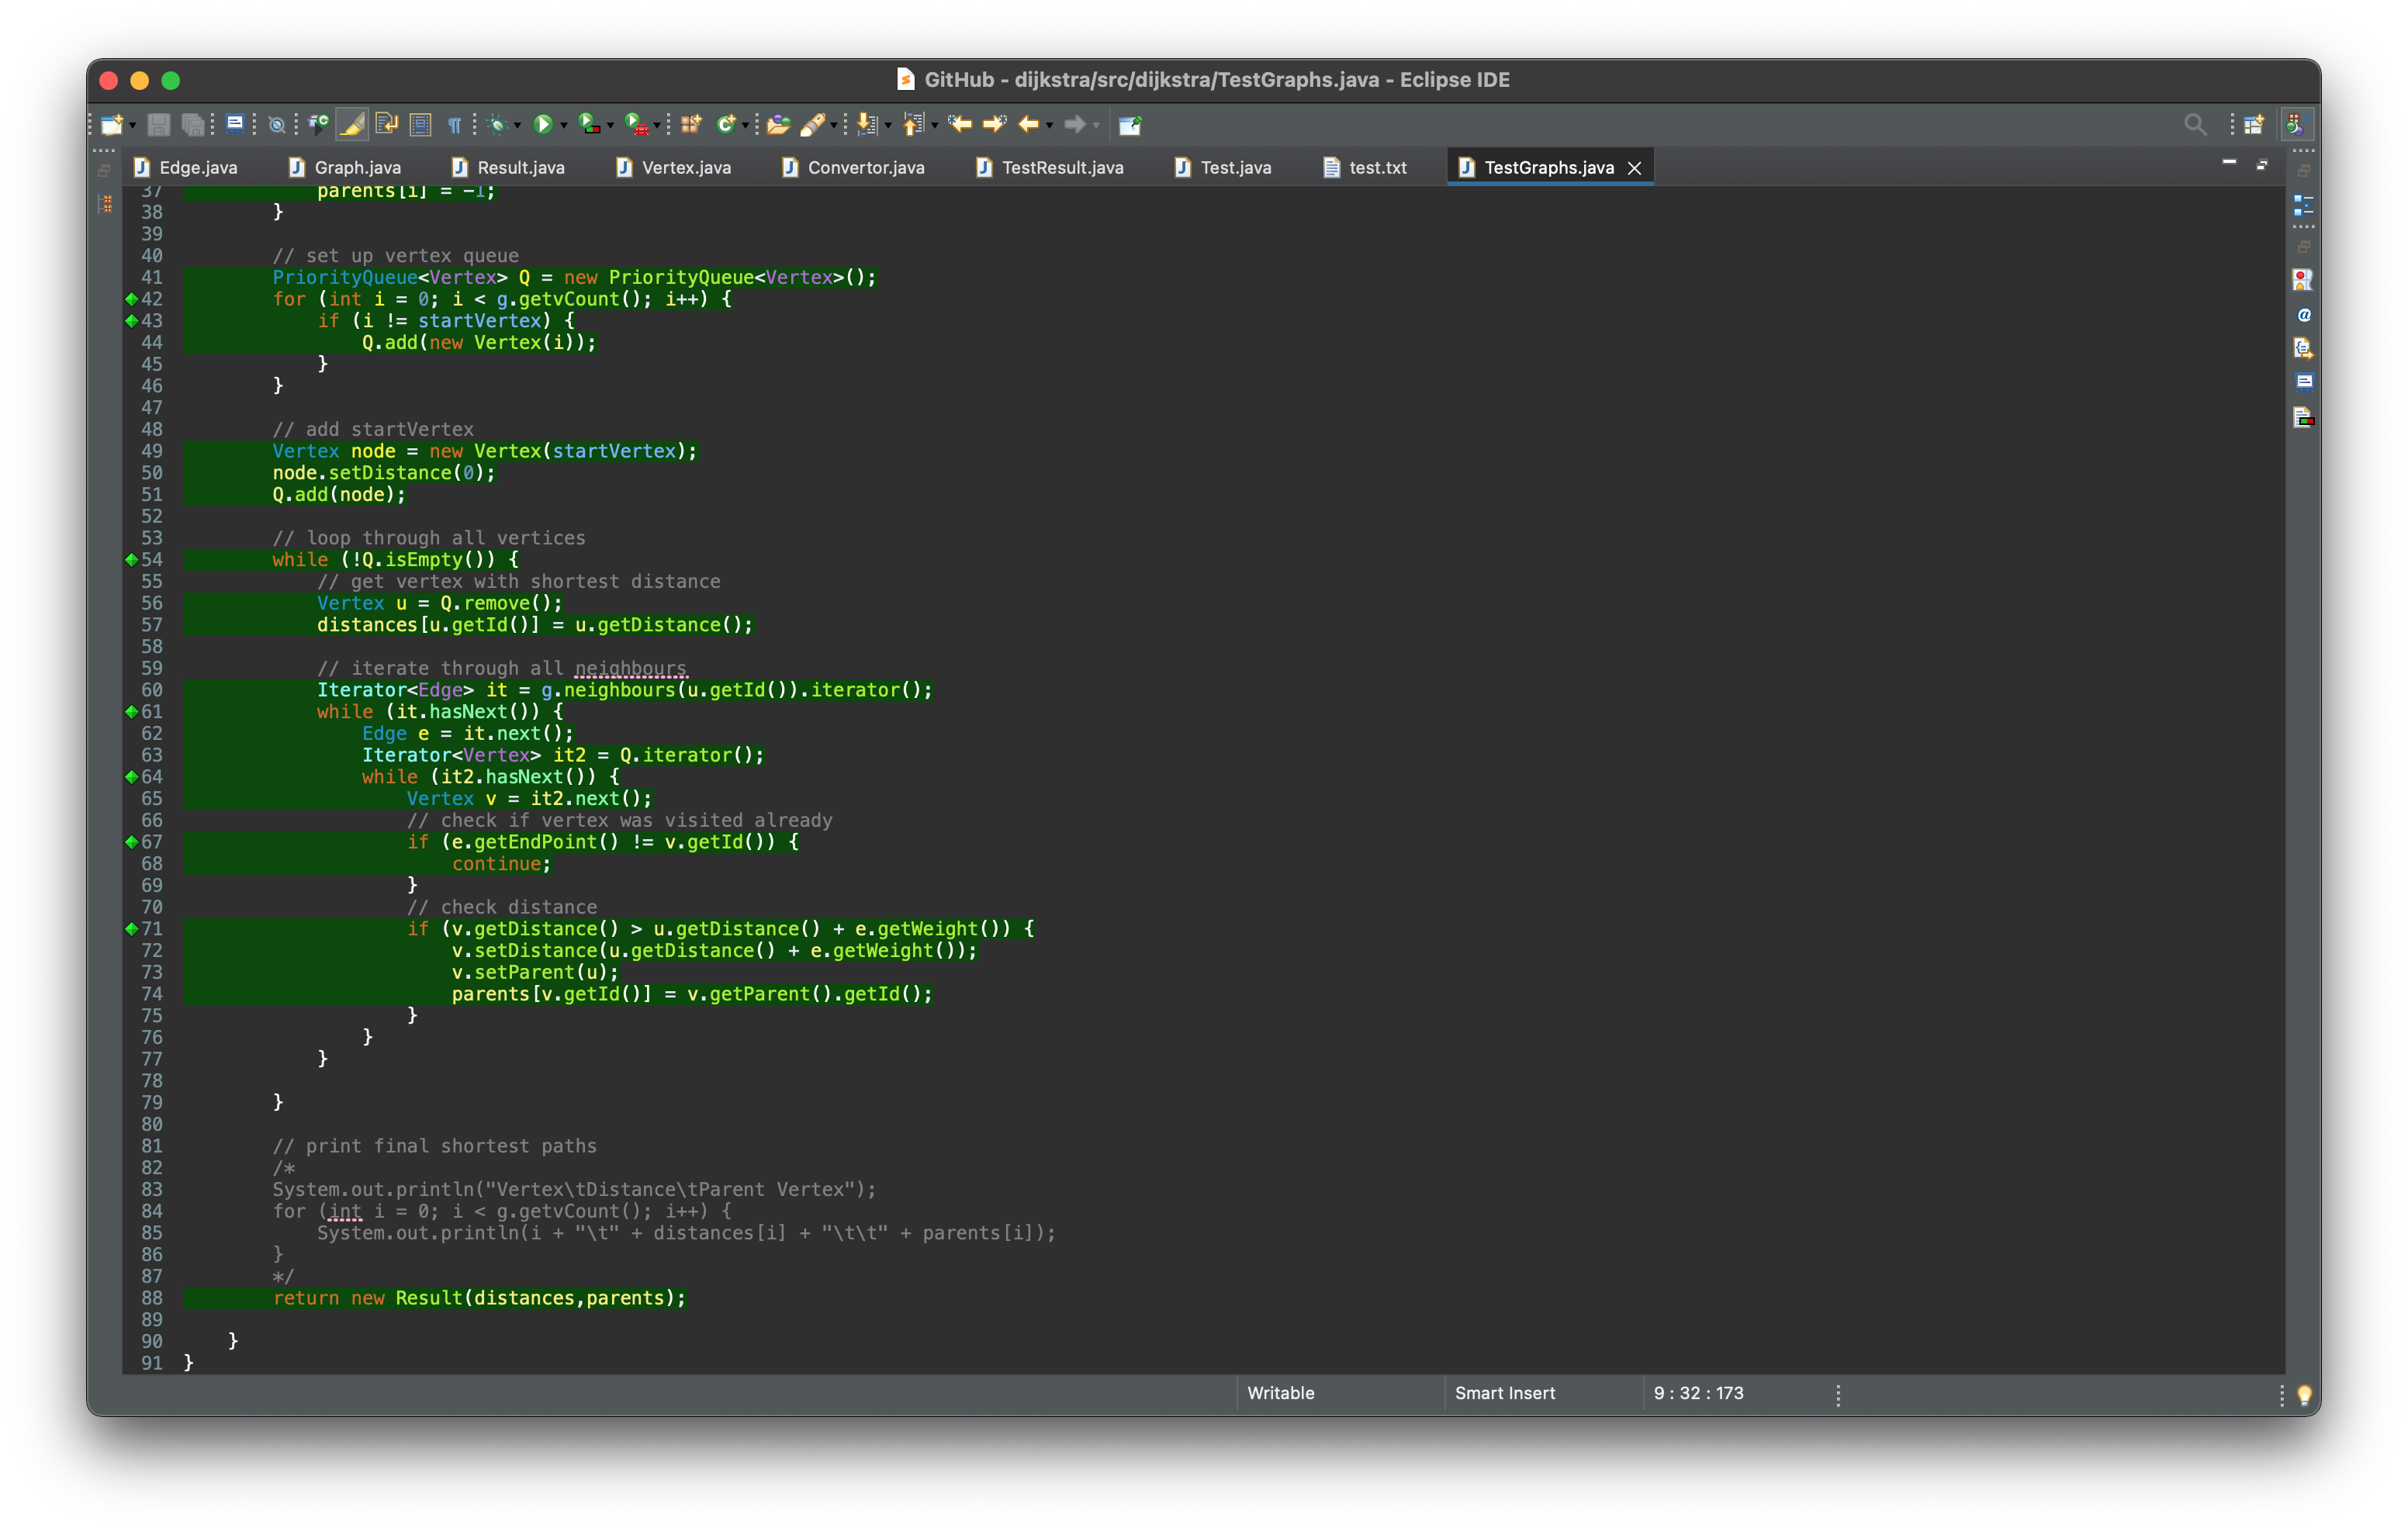 GitHub - dijkstra/src/dijkstra/TestGraphs.java - Eclipse IDE
Edge.java Graph.java Result.java Vertex.java Convertor.java TestResult.java Test.java test.txt TestGraphs.java
37 parents[i] = -1;
38 }
39
40 // set up vertex queue
41 PriorityQueue<Vertex> Q = new PriorityQueue<Vertex>();
42 for (int i = 0; i < g.getvCount(); i++) {
43 if (i != startVertex) {
44 Q.add(new Vertex(i));
45 }
46 }
47
48 // add startVertex
49 Vertex node = new Vertex(startVertex);
50 node.setDistance(0);
51 Q.add(node);
52
53 // loop through all vertices
54 while (!Q.isEmpty()) {
55 // get vertex with shortest distance
56 Vertex u = Q.remove();
57 distances[u.getId()] = u.getDistance();
58
59 // iterate through all neighbours
60 Iterator<Edge> it = g.neighbours(u.getId()).iterator();
61 while (it.hasNext()) {
62 Edge e = it.next();
63 Iterator<Vertex> it2 = Q.iterator();
64 while (it2.hasNext()) {
65 Vertex v = it2.next();
66 // check if vertex was visited already
67 if (e.getEndPoint() != v.getId()) {
68 continue;
69 }
70 // check distance
71 if (v.getDistance() > u.getDistance() + e.getWeight()) {
72 v.setDistance(u.getDistance() + e.getWeight());
73 v.setParent(u);
74 parents[v.getId()] = v.getParent().getId();
75 }
76 }
77 }
78
79 }
80
81 // print final shortest paths
82 /*
83 System.out.println("Vertex\tDistance\tParent Vertex");
84 for (int i = 0; i < g.getvCount(); i++) {
85 System.out.println(i + "\t" + distances[i] + "\t\t" + parents[i]);
86 }
87 */
88 return new Result(distances,parents);
89
90 }
91 }
Writable Smart Insert 9 : 32 : 173